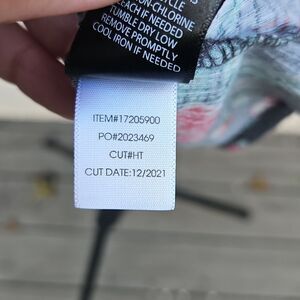 NON-CHLORINE
BLEACH IF NEEDED
TUMBLE DRY LOW
REMOVE PROMPTLY
COOL IRON IF NEEDED
ITEM#17205900
PO#2023469
CUT#HT
CUT DATE:12/2021